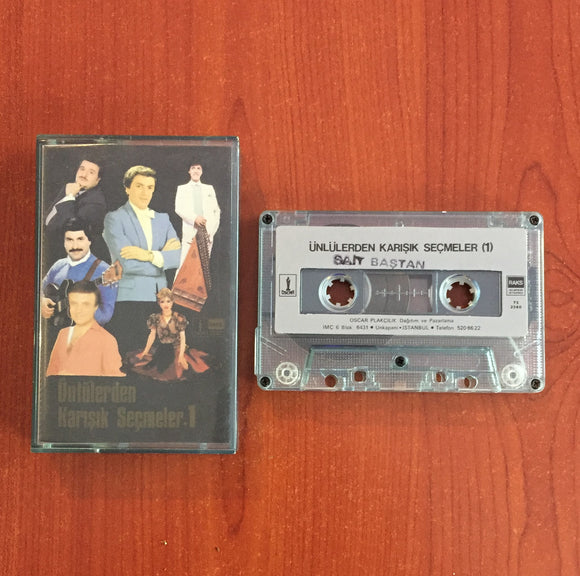 Ünlülerden
Karışık Seçmeler.1
RAKS
ÜNLÜLERDEN KARIŞIK SEÇMELER (1)
SAİT BAŞTAN
RAKS
OSCAR PLAKÇILIK Dağıtım ve Pazarlama
İMÇ 6 Blok 6431 • Unkapanı • İSTANBUL • Telefon 520 86 22